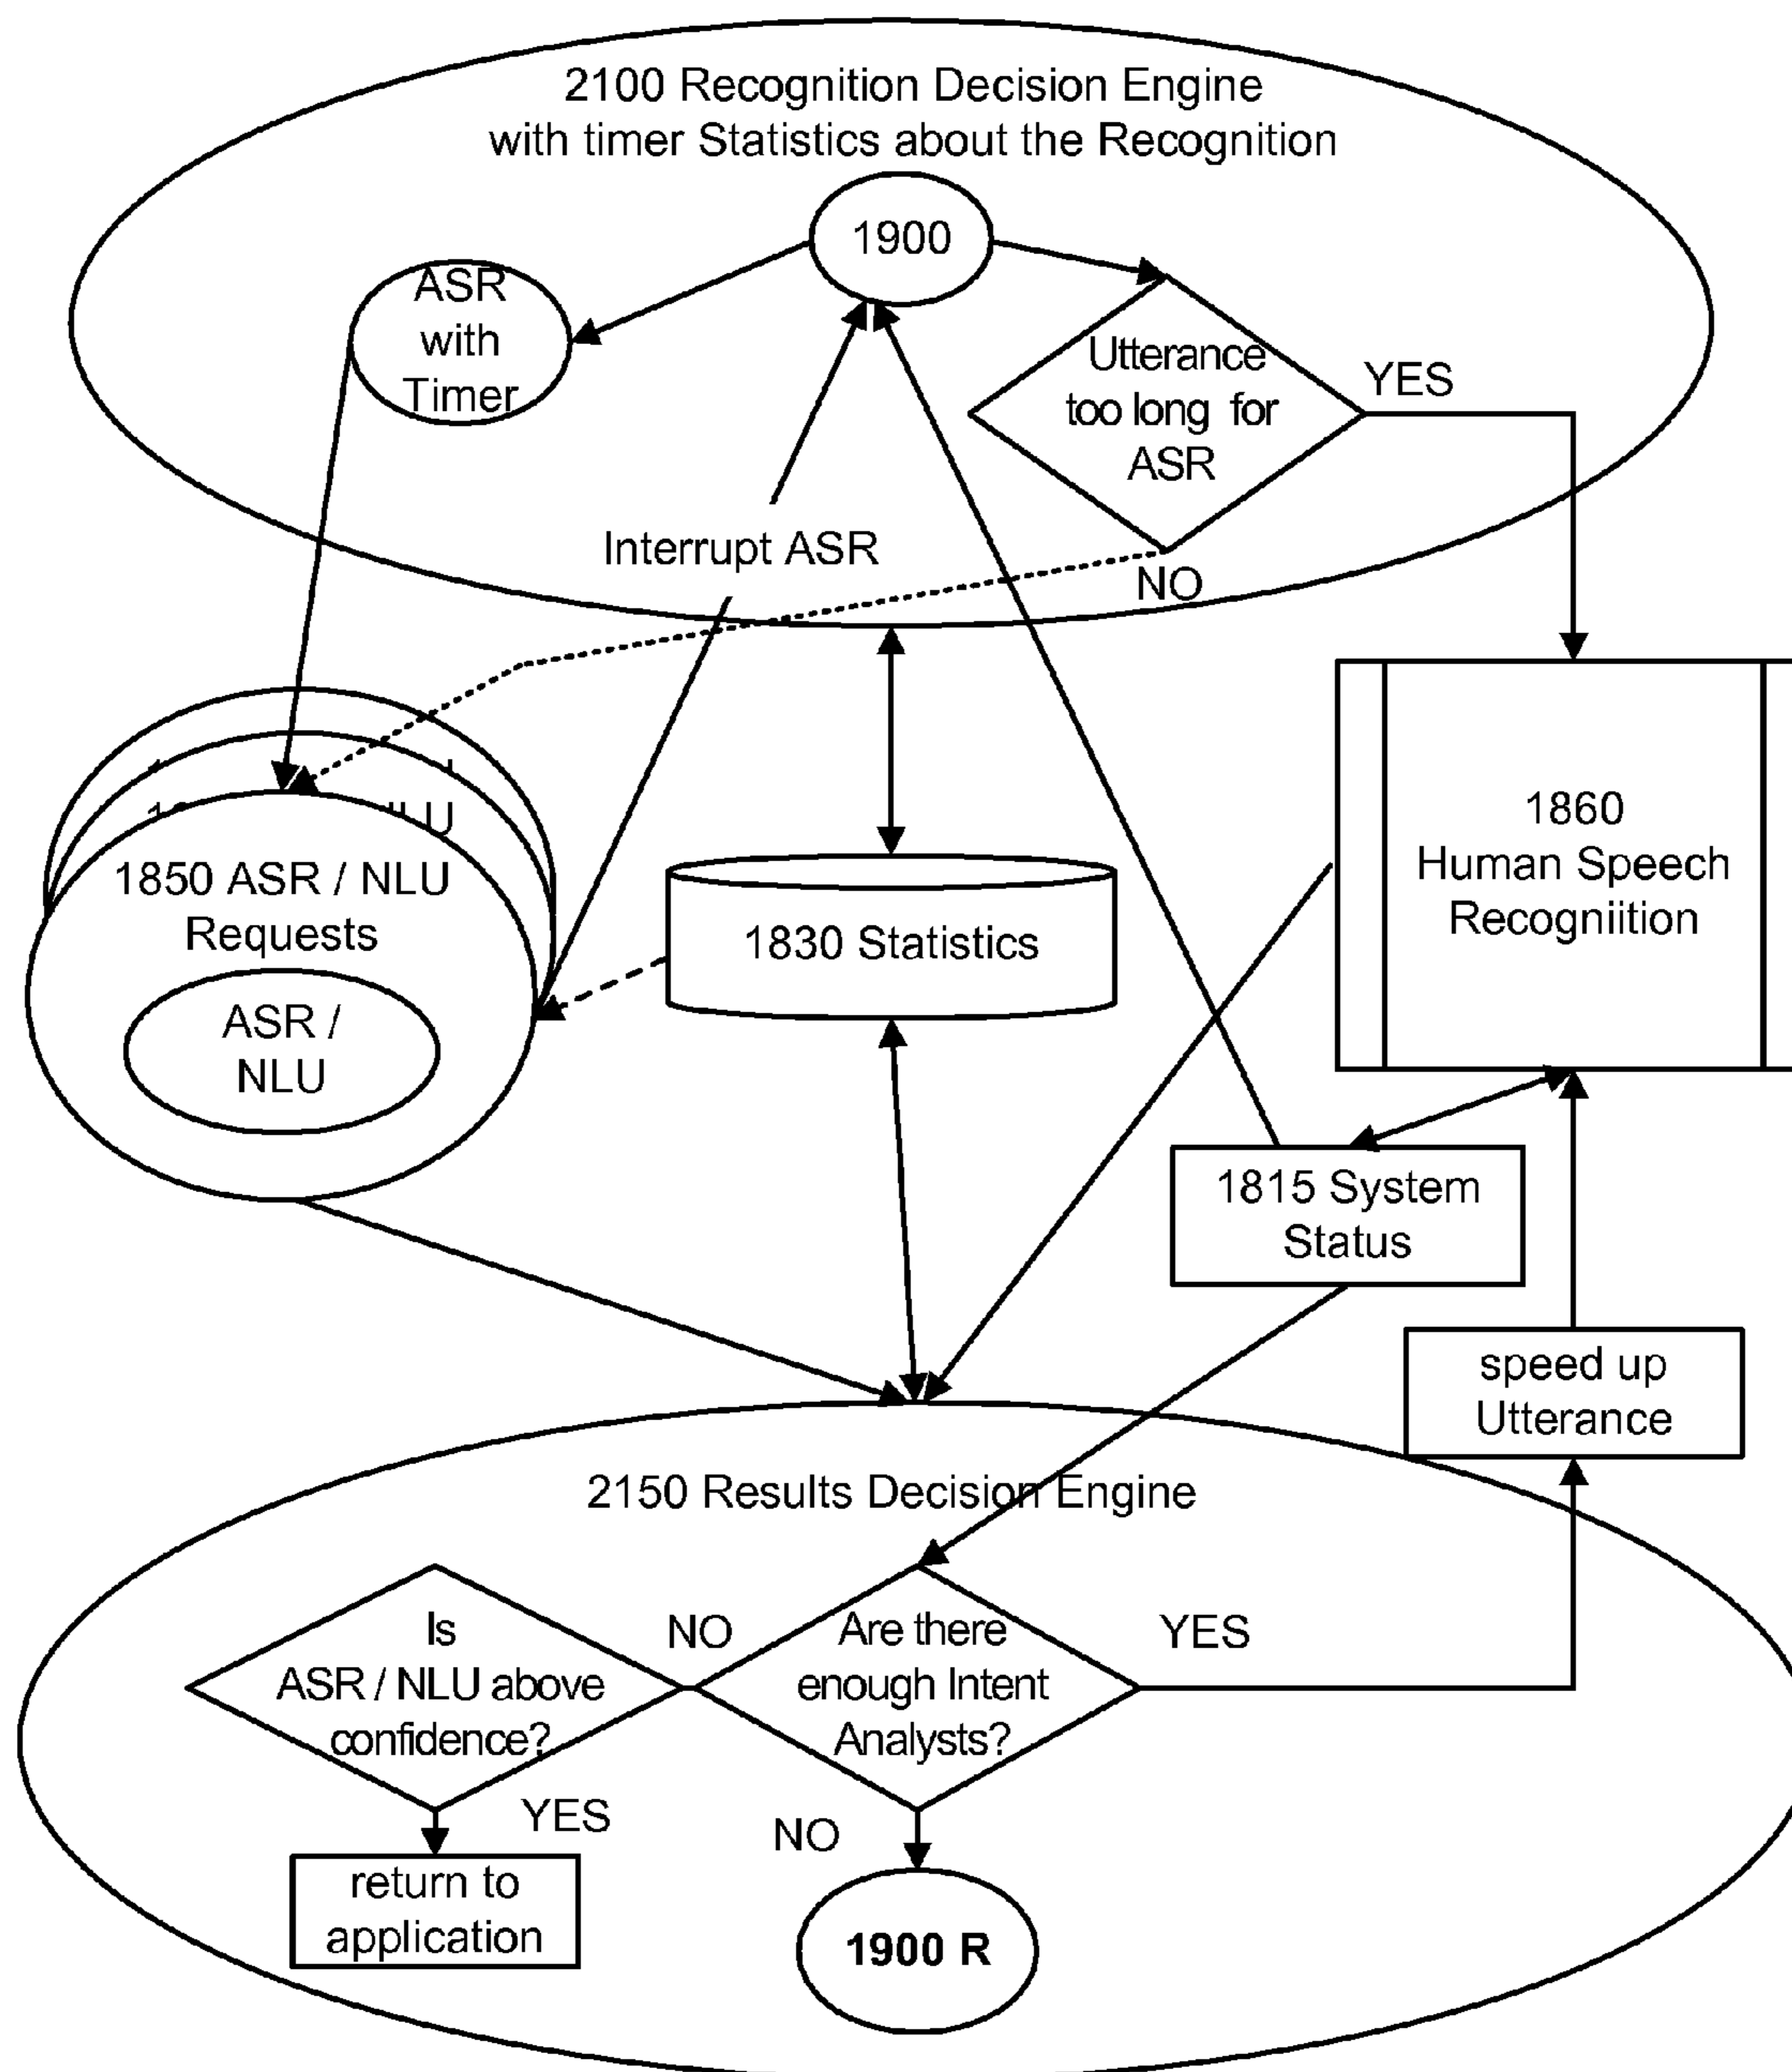 2100 Recognition Decision Engine
with timer Statistics about the Recognition
1900
ASR
with
Timer
Utterance
too long for
ASR
YES
Interrupt ASR
NO
NLU
1850 ASR / NLU
Requests
ASR /
NLU
1830 Statistics
1860
Human Speech
Recogniition
1815 System
Status
speed up
Utterance
2150 Results Decision Engine
Is
ASR / NLU above
confidence?
NO
Are there
enough Intent
Analysts?
YES
YES
NO
return to
application
1900 R